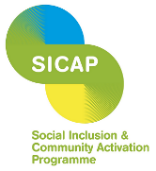 SICAP
Social Inclusion &
Community Activation
Programme